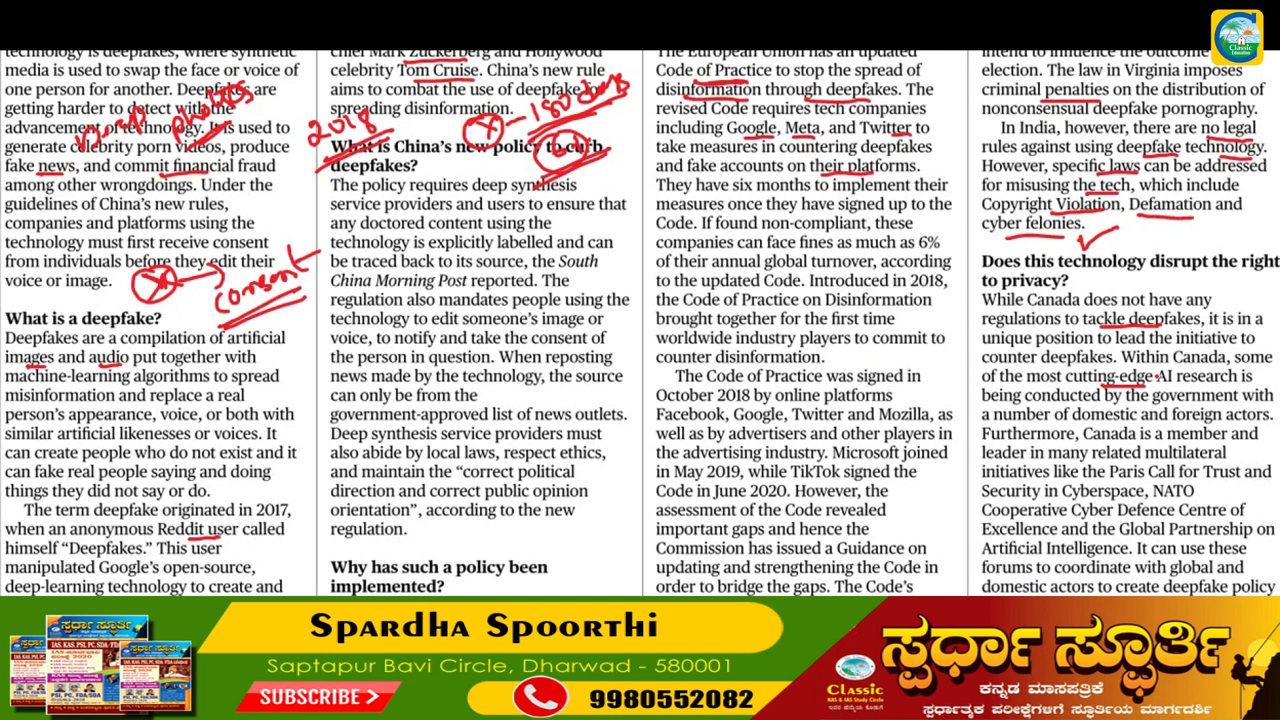 Classic
Education
technology is deepfakes, where synthetic
media is used to swap the face or voice of
one person for another. Deepfakes are
getting harder to detect with the
advancement of technology. It is used to
generate celebrity porn videos, produce
fake news, and commit financial fraud
among other wrongdoings. Under the
guidelines of China's new rules,
companies and platforms using the
technology must first receive consent
from individuals before they edit their
voice or image.
consent
What is a deepfake?
Deepfakes are a compilation of artificial
images and audio put together with
machine-learning algorithms to spread
misinformation and replace a real
person's appearance, voice, or both with
similar artificial likenesses or voices. It
can create people who do not exist and it
can fake real people saying and doing
things they did not say or do.
The term deepfake originated in 2017,
when an anonymous Reddit user called
himself “Deepfakes.” This user
manipulated Google's open-source,
deep-learning technology to create and
chief Mark Zuckerberg and Hollywood
celebrity Tom Cruise. China's new rule
aims to combat the use of deepfake for
spreading disinformation.
2018
What is China's new policy to curb
deepfakes?
The policy requires deep synthesis
service providers and users to ensure that
any doctored content using the
technology is explicitly labelled and can
be traced back to its source, the South
China Morning Post reported. The
regulation also mandates people using the
technology to edit someone's image or
voice, to notify and take the consent of
the person in question. When reposting
news made by the technology, the source
can only be from the
government-approved list of news outlets.
Deep synthesis service providers must
also abide by local laws, respect ethics,
and maintain the “correct political
direction and correct public opinion
orientation”, according to the new
regulation.
Why has such a policy been
implemented?
The European Union has an updated
Code of Practice to stop the spread of
disinformation through deepfakes. The
revised Code requires tech companies
including Google, Meta, and Twitter to
take measures in countering deepfakes
and fake accounts on their platforms.
They have six months to implement their
measures once they have signed up to the
Code. If found non-compliant, these
companies can face fines as much as 6%
of their annual global turnover, according
to the updated Code. Introduced in 2018,
the Code of Practice on Disinformation
brought together for the first time
worldwide industry players to commit to
counter disinformation.
The Code of Practice was signed in
October 2018 by online platforms
Facebook, Google, Twitter and Mozilla, as
well as by advertisers and other players in
the advertising industry. Microsoft joined
in May 2019, while TikTok signed the
Code in June 2020. However, the
assessment of the Code revealed
important gaps and hence the
Commission has issued a Guidance on
updating and strengthening the Code in
order to bridge the gaps. The Code's
intend to influence the outcome of
election. The law in Virginia imposes
criminal penalties on the distribution of
nonconsensual deepfake pornography.
In India, however, there are no legal
rules against using deepfake technology.
However, specific laws can be addressed
for misusing the tech, which include
Copyright Violation, Defamation and
cyber felonies.
Does this technology disrupt the right
to privacy?
While Canada does not have any
regulations to tackle deepfakes, it is in a
unique position to lead the initiative to
counter deepfakes. Within Canada, some
of the most cutting-edge AI research is
being conducted by the government with
a number of domestic and foreign actors.
Furthermore, Canada is a member and
leader in many related multilateral
initiatives like the Paris Call for Trust and
Security in Cyberspace, NATO
Cooperative Cyber Defence Centre of
Excellence and the Global Partnership on
Artificial Intelligence. It can use these
forums to coordinate with global and
domestic actors to create deepfake policy
ಸ್ಪರ್ಧಾ ಸ್ಫೂರ್ತಿ
Spardha Spoorthi
Saptapur Bavi Circle Dharwad - 580001
SUBSCRIBE >
9980552082
Classic
KAS & IAS Study Circle
ಸ್ಪರ್ಧಾ ಸ್ಫೂರ್ತಿ
ಕನ್ನಡ ಮಾಸಪತ್ರಿಕೆ
ಸ್ಪರ್ಧಾತ್ಮಕ ಪರೀಕ್ಷೆಗಳಿಗೆ ಸ್ಫೂರ್ತಿಯ ಮಾರ್ಗದರ್ಶಿ